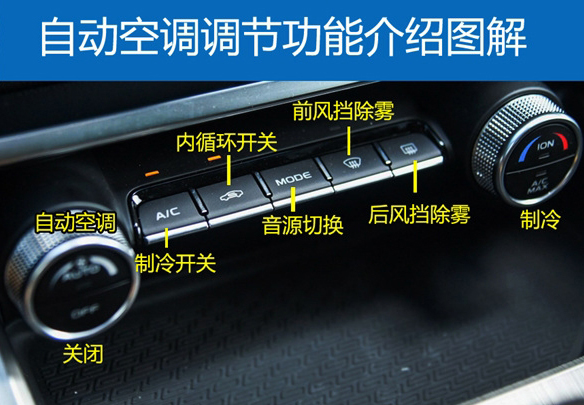 自动空调调节功能介绍图解
前风挡除雾
内循环开关
MODE
A/C
自动空调
音源切换
后风挡除雾
制冷开关
ION
A/C
MAX
制冷
AUTO
OFF
关闭